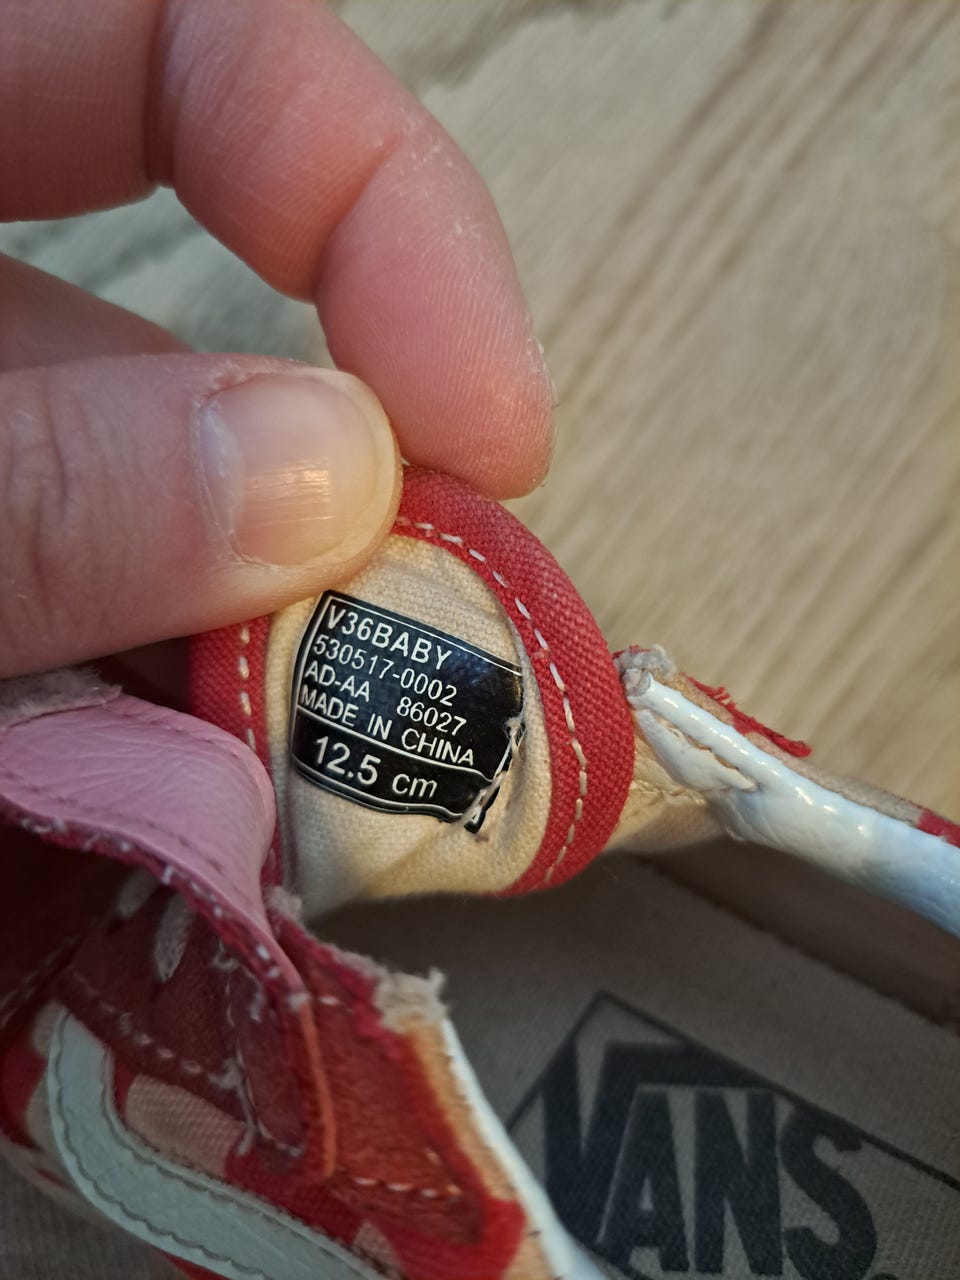 V36BABY
530517-0002
AD-AA 86027
MADE IN CHINA
12.5 cm
VANS